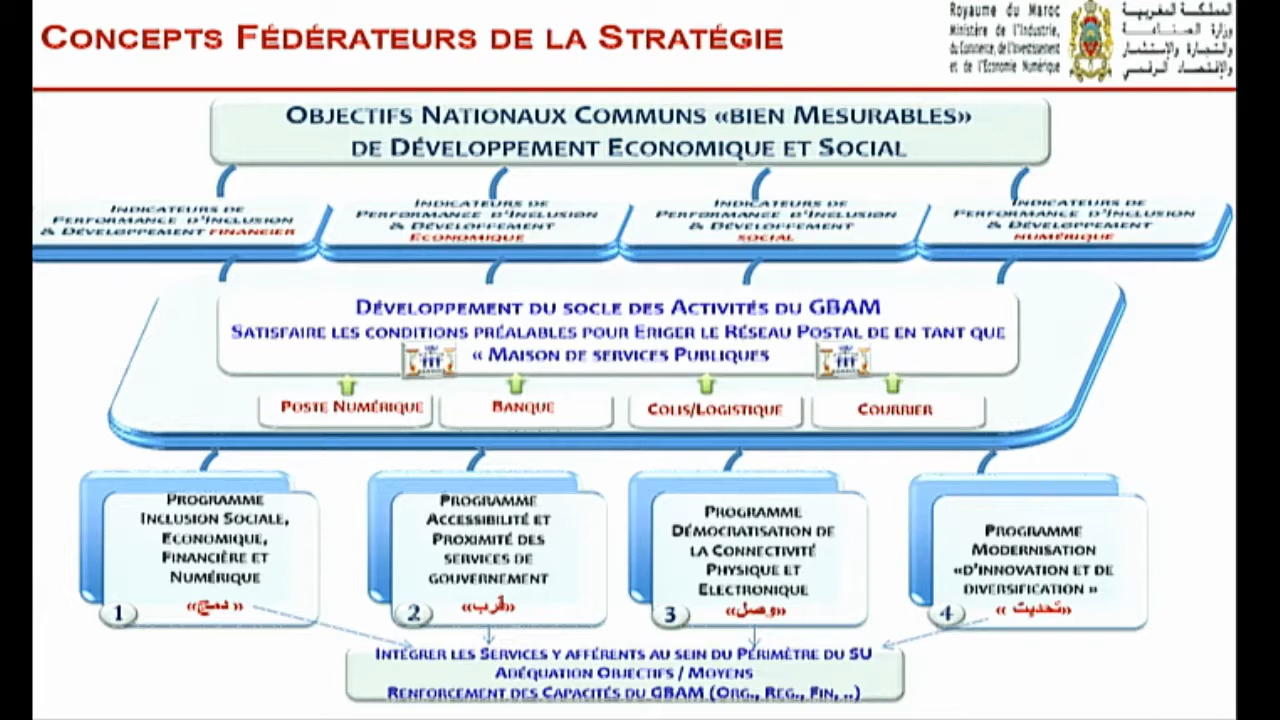 CONCEPTS FÉDÉRATEURS DE LA STRATÉGIE
Royaume du Maroc
Ministère de l'Industrie,
du Commerce, de l'Investissement
et de l'Économie Numérique
المملكة المغربية
وزارة الصناعة
والتجارة والإستثمار
والإقتصاد الرقمي
OBJECTIFS NATIONAUX COMMUNS «BIEN MESURABLES»
DE DÉVELOPPEMENT ECONOMIQUE ET SOCIAL
INDICATEURS DE
PERFORMANCE D'INCLUSION
& DÉVELOPPEMENT FINANCIER
INDICATEURS DE
PERFORMANCE D'INCLUSION
& DÉVELOPPEMENT
ECONOMIQUE
INDICATEURS DE
PERFORMANCE D'INCLUSION
& DÉVELOPPEMENT
SOCIAL
INDICATEURS DE
PERFORMANCE D'INCLUSION
& DÉVELOPPEMENT
NUMÉRIQUE
DÉVELOPPEMENT DU SOCLE DES ACTIVITÉS DU GBAM
SATISFAIRE LES CONDITIONS PRÉALABLES POUR ERIGER LE RÉSEAU POSTAL DE EN TANT QUE
« MAISON DE SERVICES PUBLIQUES
POSTE NUMÉRIQUE
BANQUE
COLIS/LOGISTIQUE
COURRIER
PROGRAMME
INCLUSION SOCIALE,
ECONOMIQUE,
FINANCIÈRE ET
NUMÉRIQUE
«دمج»
1
PROGRAMME
ACCESSIBILITÉ ET
PROXIMITÉ DES
SERVICES DE
GOUVERNEMENT
«قرب»
2
PROGRAMME
DÉMOCRATISATION DE
LA CONNECTIVITÉ
PHYSIQUE ET
ELECTRONIQUE
«وصل»
3
PROGRAMME
MODERNISATION
«D'INNOVATION ET DE
DIVERSIFICATION »
«تحديث»
4
INTÉGRER LES SERVICES Y AFFÉRENTS AU SEIN DU PÉRIMÈTRE DU SU
ADÉQUATION OBJECTIFS / MOYENS
RENFORCEMENT DES CAPACITÉS DU GBAM (ORG., REG., FIN, ..)